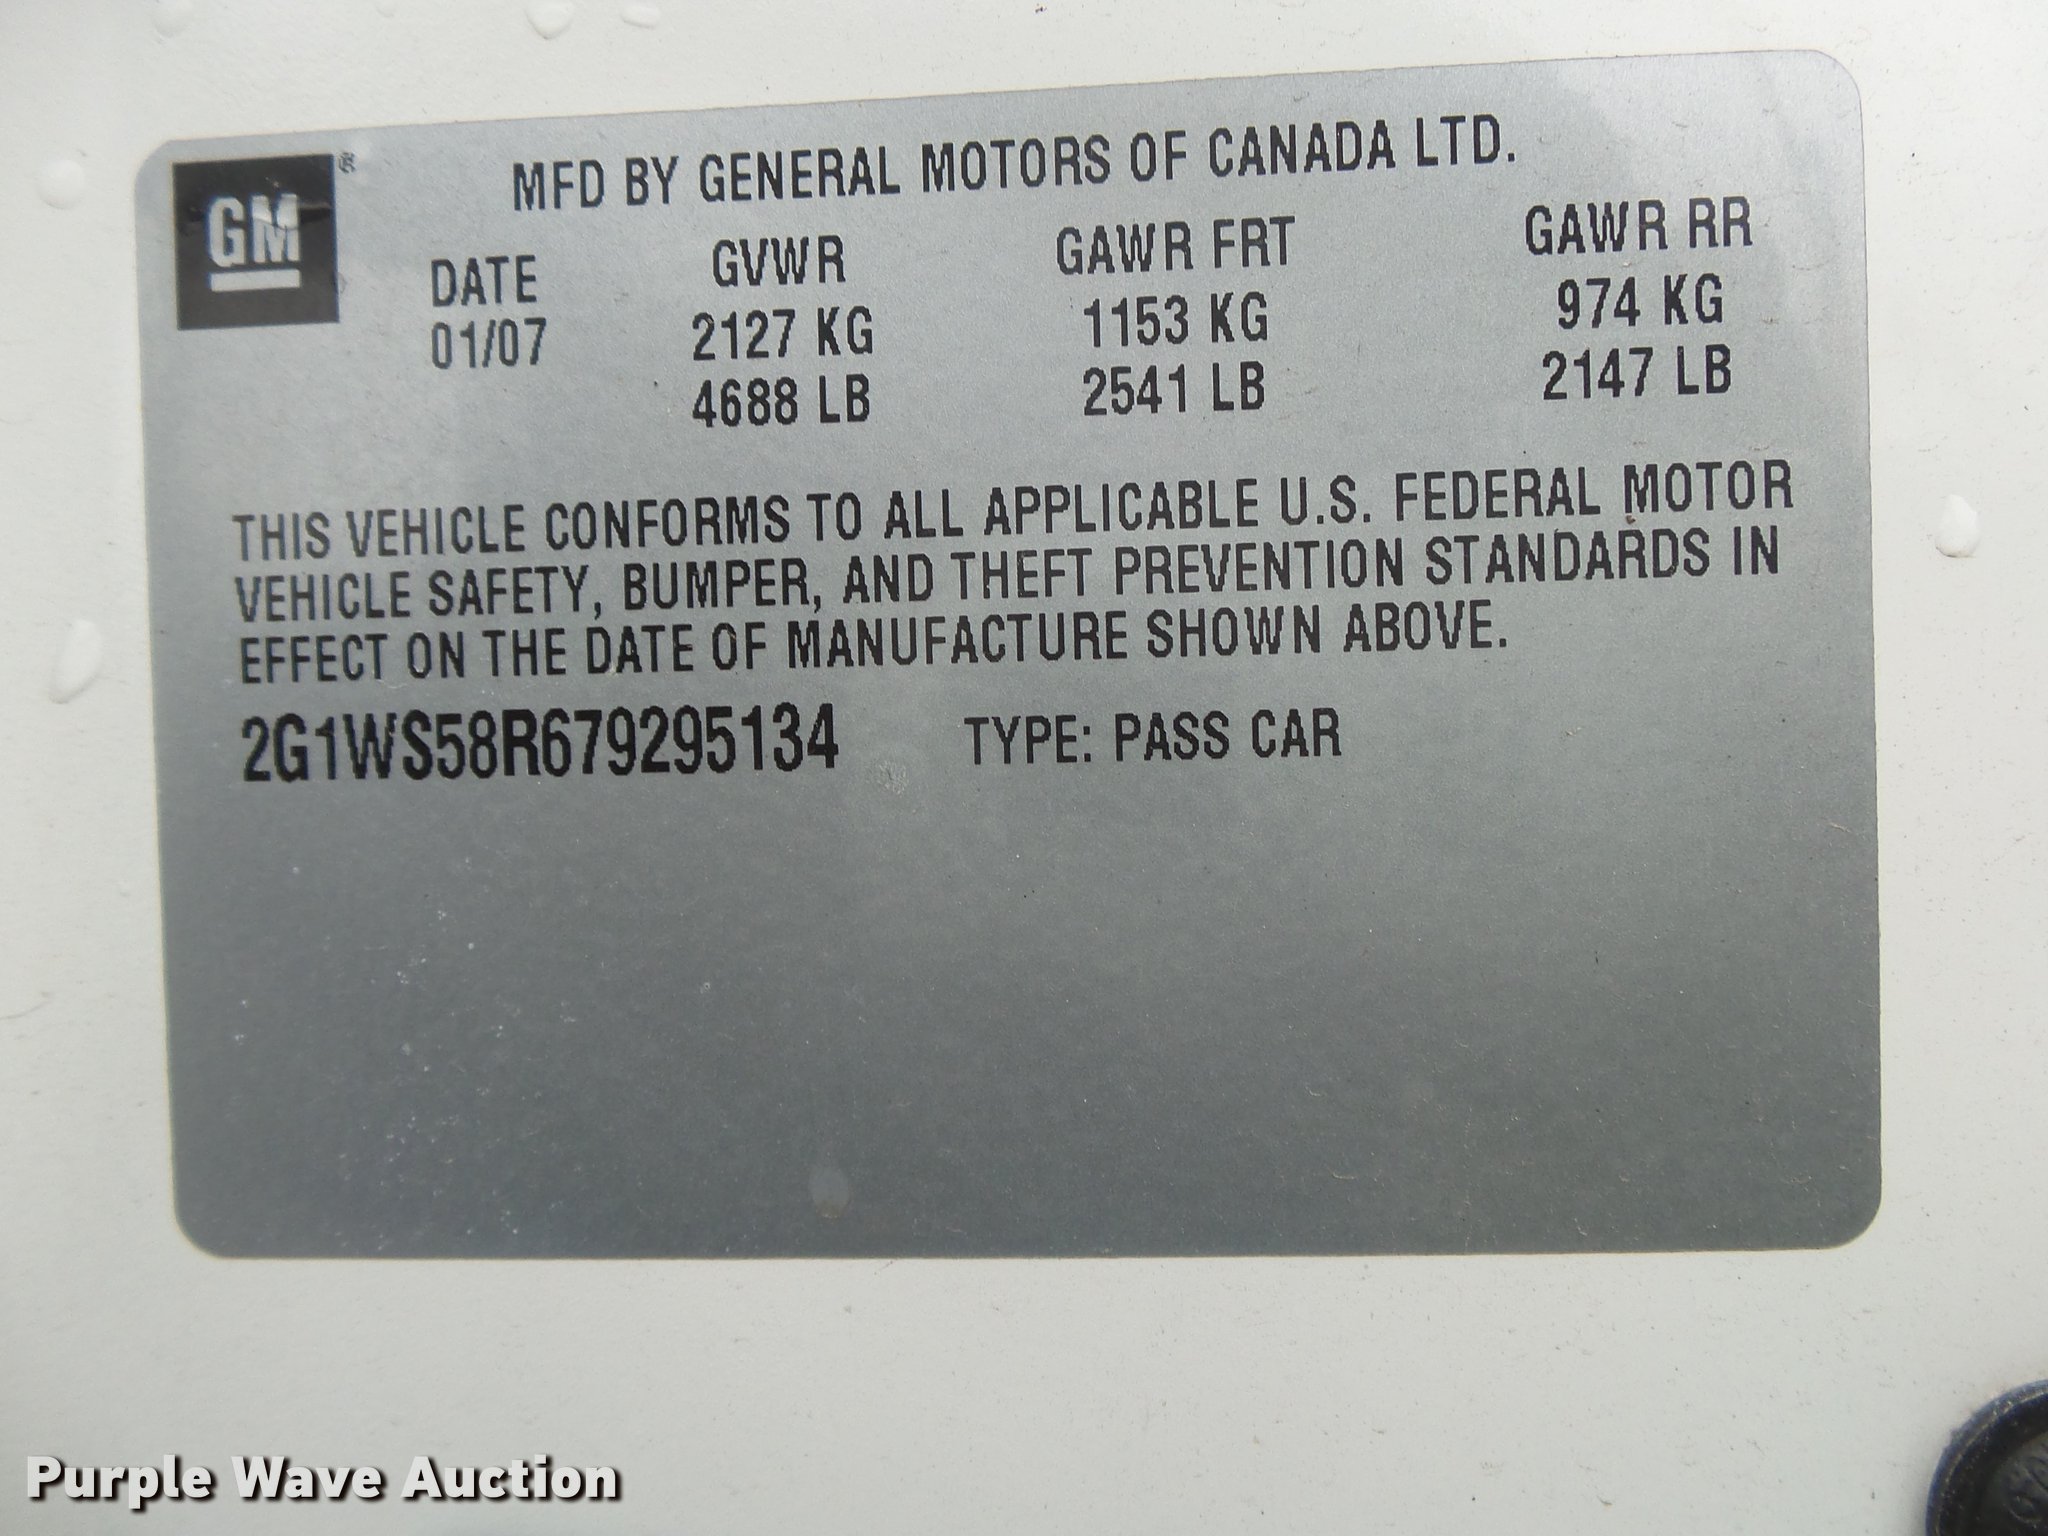 GM ®
MFD BY GENERAL MOTORS OF CANADA LTD.
DATE GVWR GAWR FRT GAWR RR
01/07 2127 KG 1153 KG 974 KG
4688 LB 2541 LB 2147 LB
THIS VEHICLE CONFORMS TO ALL APPLICABLE U.S. FEDERAL MOTOR
VEHICLE SAFETY, BUMPER, AND THEFT PREVENTION STANDARDS IN
EFFECT ON THE DATE OF MANUFACTURE SHOWN ABOVE.
2G1WS58R679295134 TYPE: PASS CAR
Purple Wave Auction